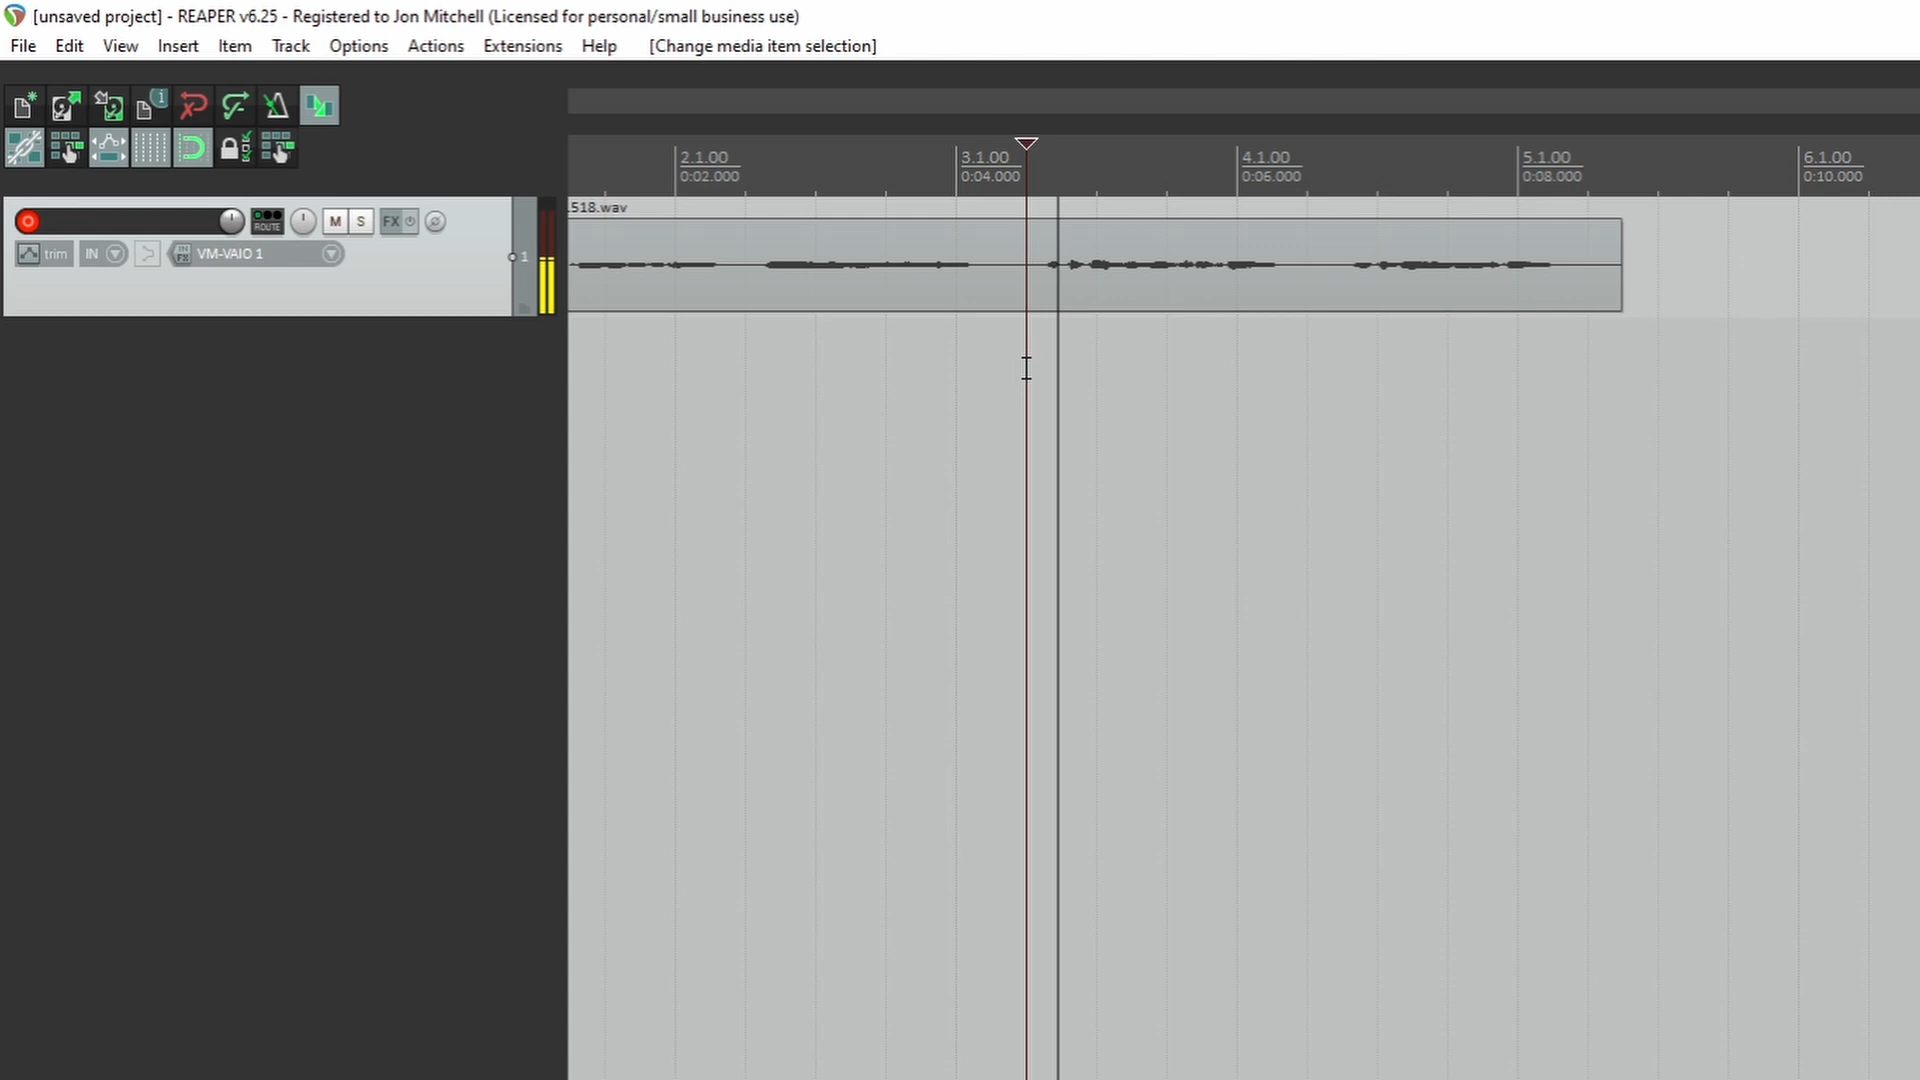 [unsaved project] - REAPER v6.25 - Registered to Jon Mitchell (Licensed for personal/small business use)
File Edit View Insert Item Track Options Actions Extensions Help [Change media item selection]
2.1.00 3.1.00 4.1.00 5.1.00 6.1.00
0:02.000 0:04.000 0:06.000 0:08.000 0:10.000
.518.wav
ROUTE M S FX
trim IN IN FX VM-VAIO 1 1